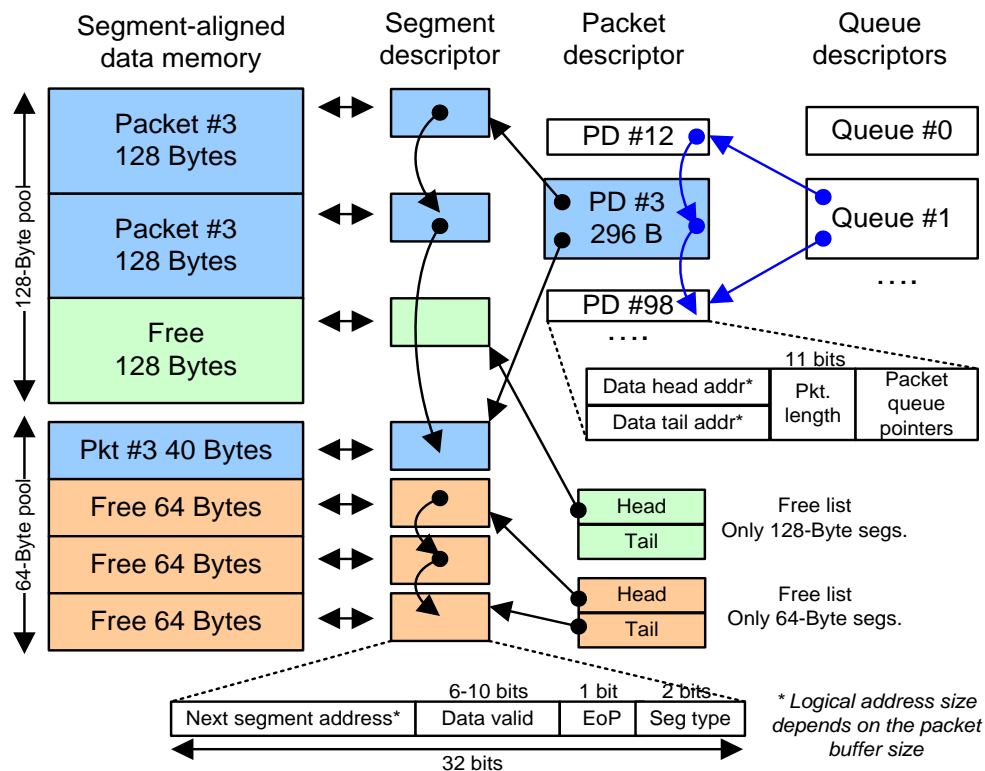 Segment-aligned
data memory
Segment
descriptor
Packet
descriptor
Queue
descriptors
128-Byte pool
Packet #3
128 Bytes
Packet #3
128 Bytes
Free
128 Bytes
PD #12
PD #3
296 B
PD #98
....
Queue #0
Queue #1
....
11 bits
Data head addr*
Data tail addr*
Pkt.
length
Packet
queue
pointers
64-Byte pool
Pkt #3 40 Bytes
Free 64 Bytes
Free 64 Bytes
Free 64 Bytes
Head
Tail
Free list
Only 128-Byte segs.
Head
Tail
Free list
Only 64-Byte segs.
6-10 bits
1 bit
2 bits
Next segment address*
Data valid
EoP
Seg type
32 bits
* Logical address size
depends on the packet
buffer size